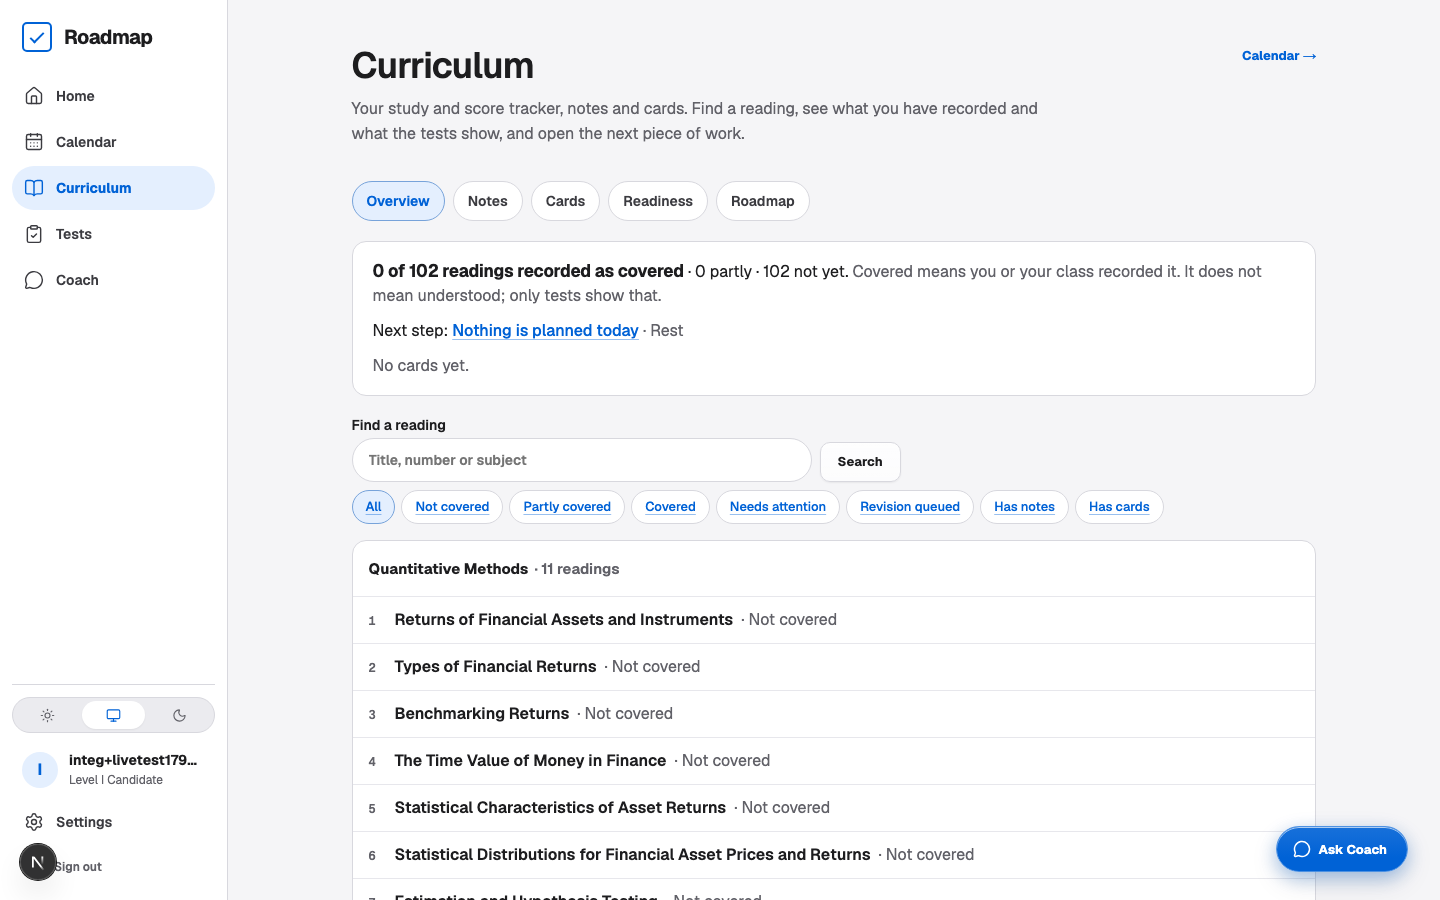 Roadmap
Home
Calendar
Curriculum
Tests
Coach
I
integ+livetest179...
Level I Candidate
Settings
N
Sign out
Curriculum
Calendar →
Your study and score tracker, notes and cards. Find a reading, see what you have recorded and
what the tests show, and open the next piece of work.
Overview
Notes
Cards
Readiness
Roadmap
0 of 102 readings recorded as covered · 0 partly · 102 not yet. Covered means you or your class recorded it. It does not
mean understood; only tests show that.
Next step: Nothing is planned today · Rest
No cards yet.
Find a reading
Title, number or subject
Search
All
Not covered
Partly covered
Covered
Needs attention
Revision queued
Has notes
Has cards
Quantitative Methods · 11 readings
1 Returns of Financial Assets and Instruments · Not covered
2 Types of Financial Returns · Not covered
3 Benchmarking Returns · Not covered
4 The Time Value of Money in Finance · Not covered
5 Statistical Characteristics of Asset Returns · Not covered
6 Statistical Distributions for Financial Asset Prices and Returns · Not covered
7 Estimation and Hypothesis Testing · Not covered
Ask Coach